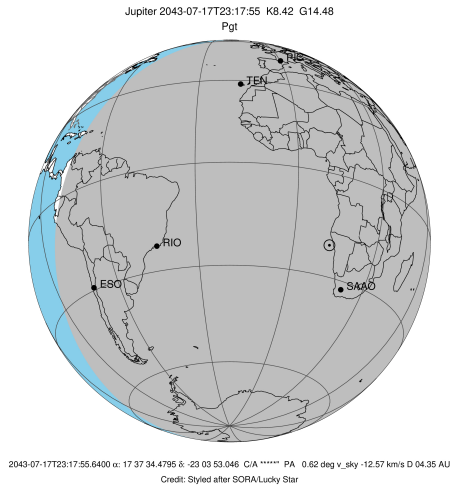 Jupiter 2043-07-17T23:17:55 K8.42 G14.48
Pgt
PIC
TEN
RIO
ESO
SAAO
2043-07-17T23:17:55.6400 α: 17 37 34.4795 δ: -23 03 53.046 C/A *****" PA 0.62 deg v_sky -12.57 km/s D 04.35 AU
Credit: Styled after SORA/Lucky Star